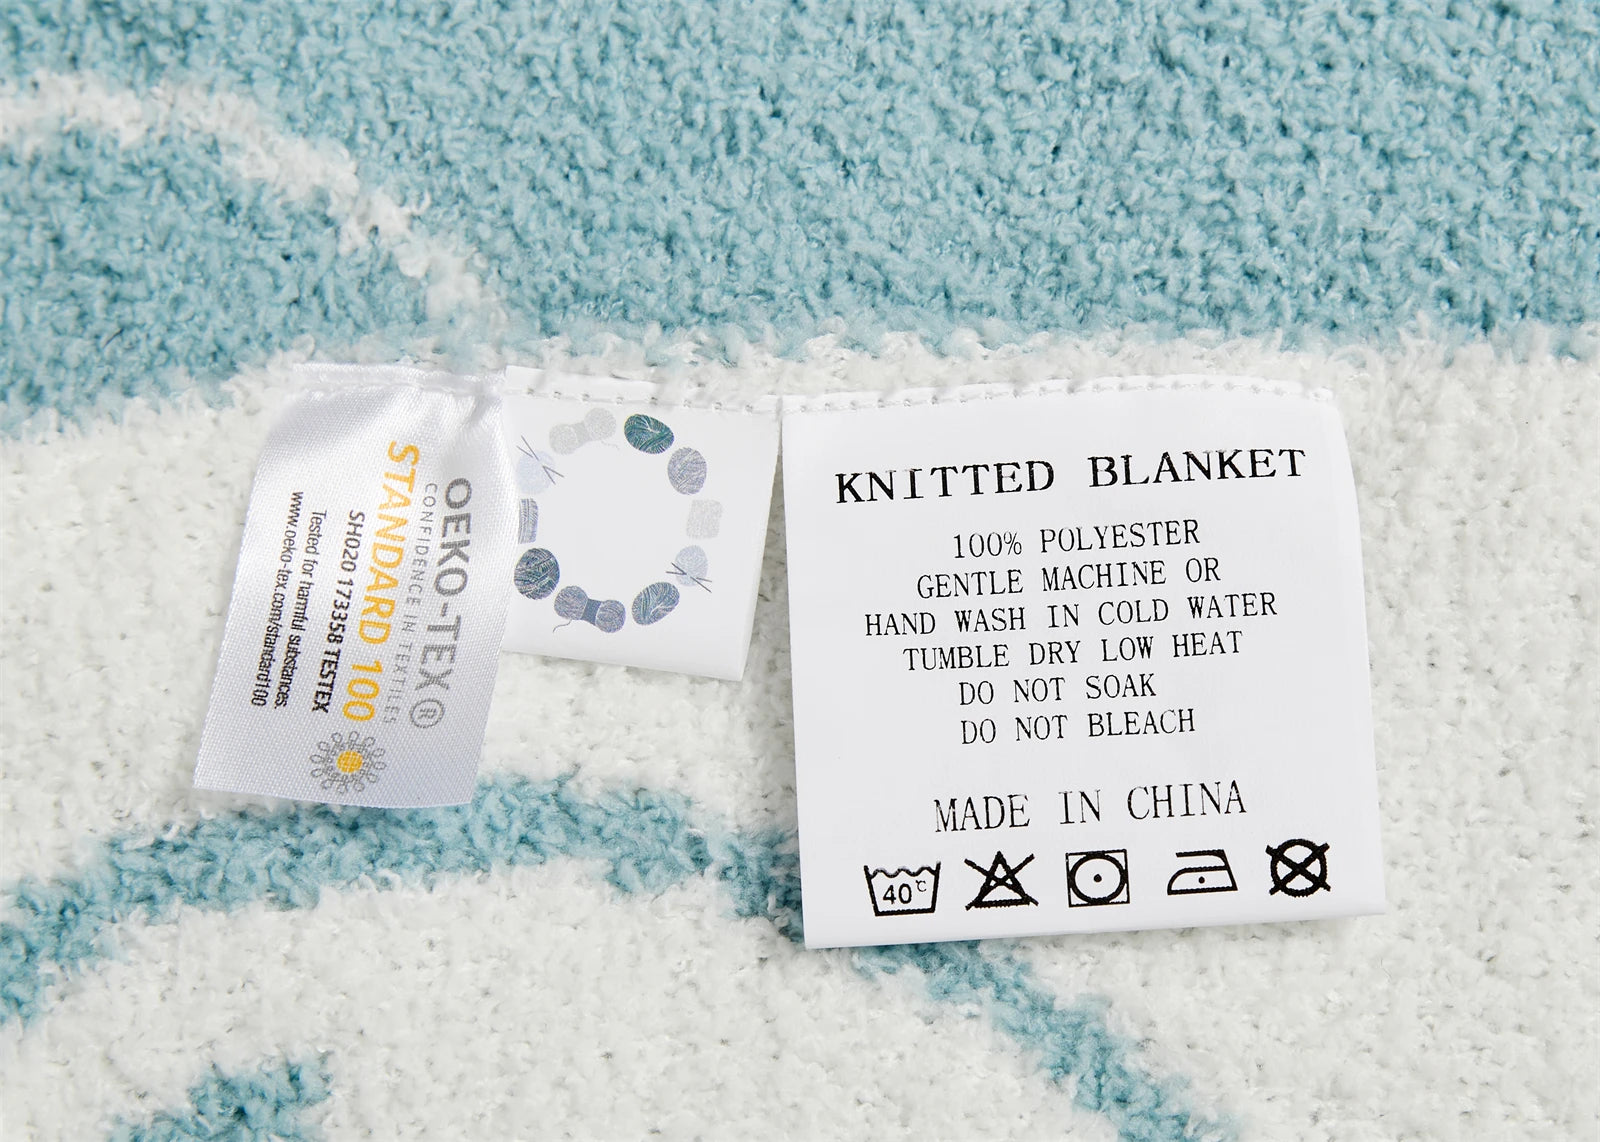 OEKO-TEX®
CONFIDENCE IN TEXTILES
STANDARD 100
SH020 173358 TESTEX
Tested for harmful substances.
www.oeko-tex.com/standard100
KNITTED BLANKET
100% POLYESTER
GENTLE MACHINE OR
HAND WASH IN COLD WATER
TUMBLE DRY LOW HEAT
DO NOT SOAK
DO NOT BLEACH
MADE IN CHINA
40℃